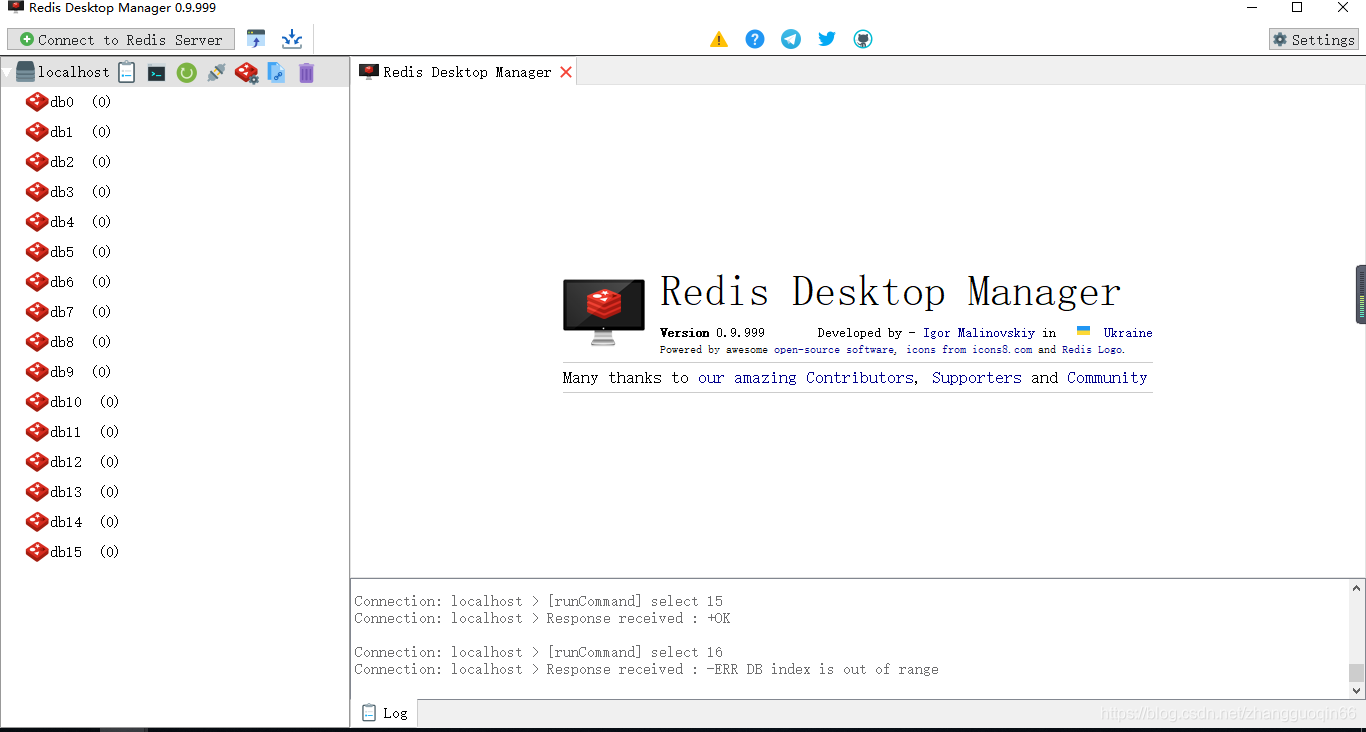 Redis Desktop Manager 0.9.999
Connect to Redis Server
Settings
localhost
db0 (0)
db1 (0)
db2 (0)
db3 (0)
db4 (0)
db5 (0)
db6 (0)
db7 (0)
db8 (0)
db9 (0)
db10 (0)
db11 (0)
db12 (0)
db13 (0)
db14 (0)
db15 (0)
Redis Desktop Manager
Redis Desktop Manager
Version 0.9.999 Developed by - Igor Malinovskiy in Ukraine
Powered by awesome open-source software, icons from icons8.com and Redis Logo.
Many thanks to our amazing Contributors, Supporters and Community
Connection: localhost > [runCommand] select 15
Connection: localhost > Response received : +OK
Connection: localhost > [runCommand] select 16
Connection: localhost > Response received : -ERR DB index is out of range
Log
https://blog.csdn.net/zhangguoqin66